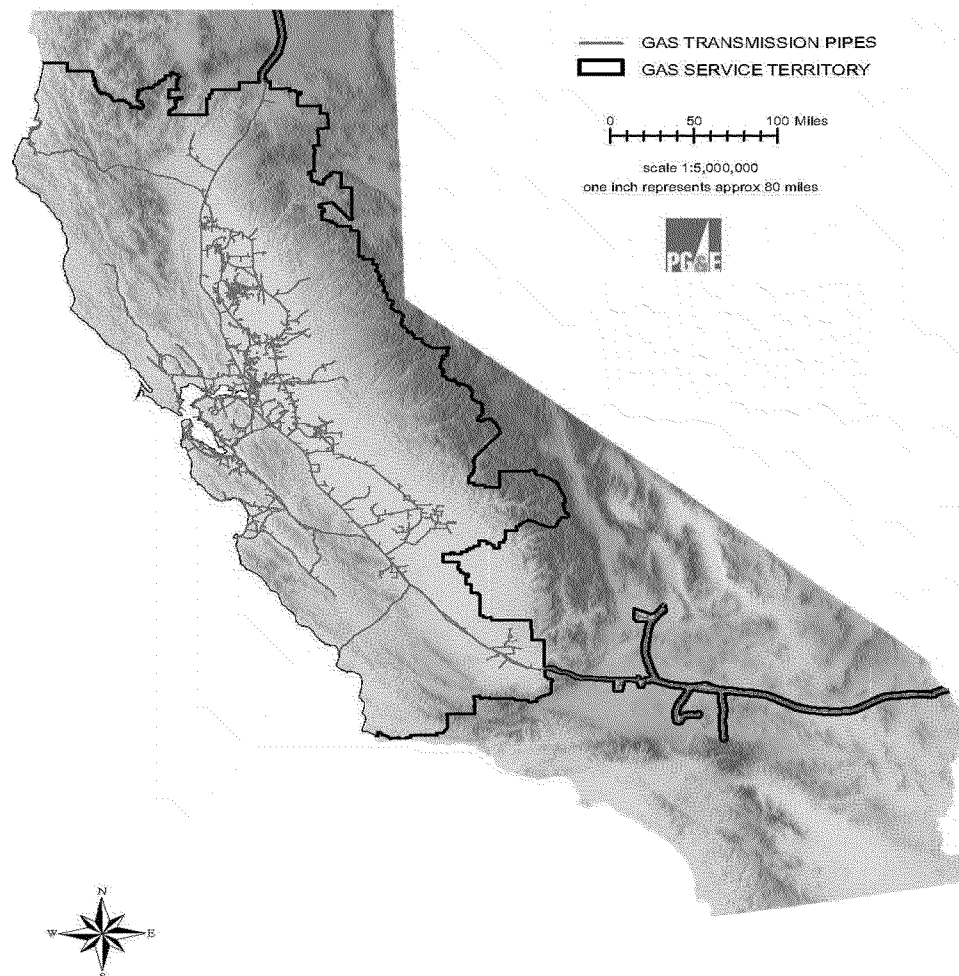 GAS TRANSMISSION PIPES
GAS SERVICE TERRITORY
0 50 100 Miles
scale 1:5,000,000
one inch represents approx 80 miles
PG&E
N
W E
S